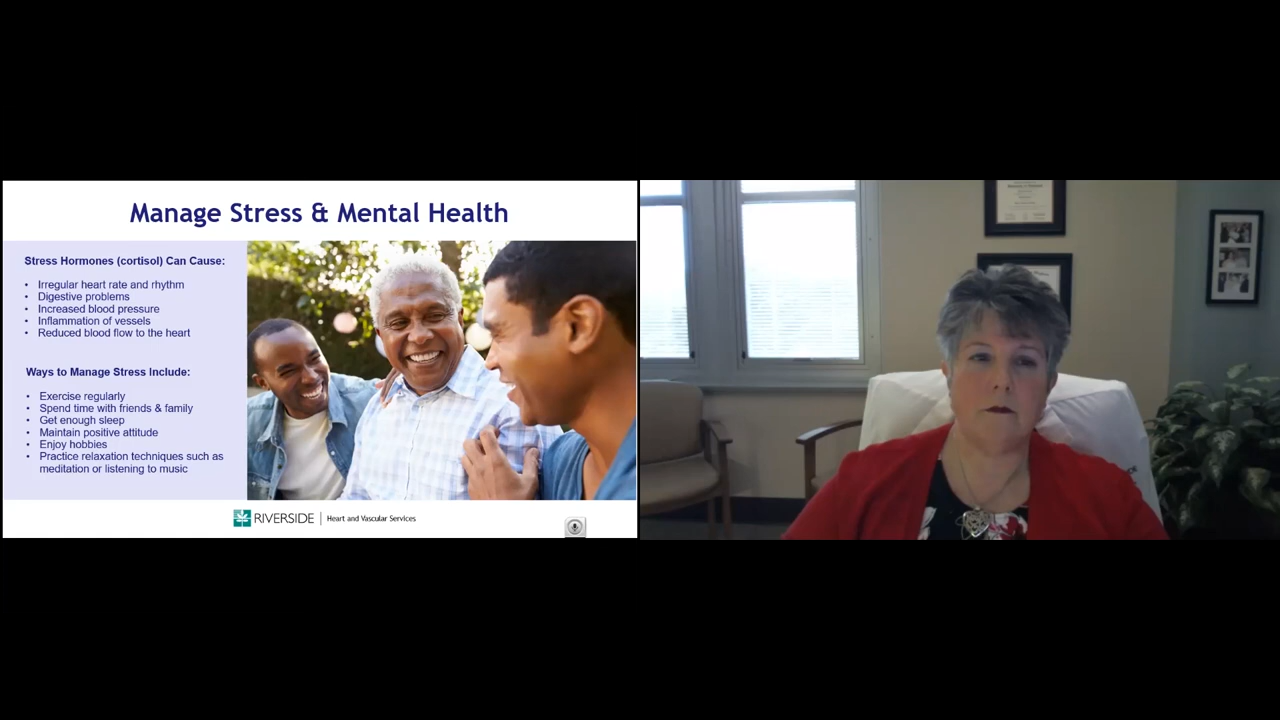 Manage Stress & Mental Health
Stress Hormones (cortisol) Can Cause:
• Irregular heart rate and rhythm
• Digestive problems
• Increased blood pressure
• Inflammation of vessels
• Reduced blood flow to the heart
Ways to Manage Stress Include:
• Exercise regularly
• Spend time with friends & family
• Get enough sleep
• Maintain positive attitude
• Enjoy hobbies
• Practice relaxation techniques such as
meditation or listening to music
RIVERSIDE | Heart and Vascular Services